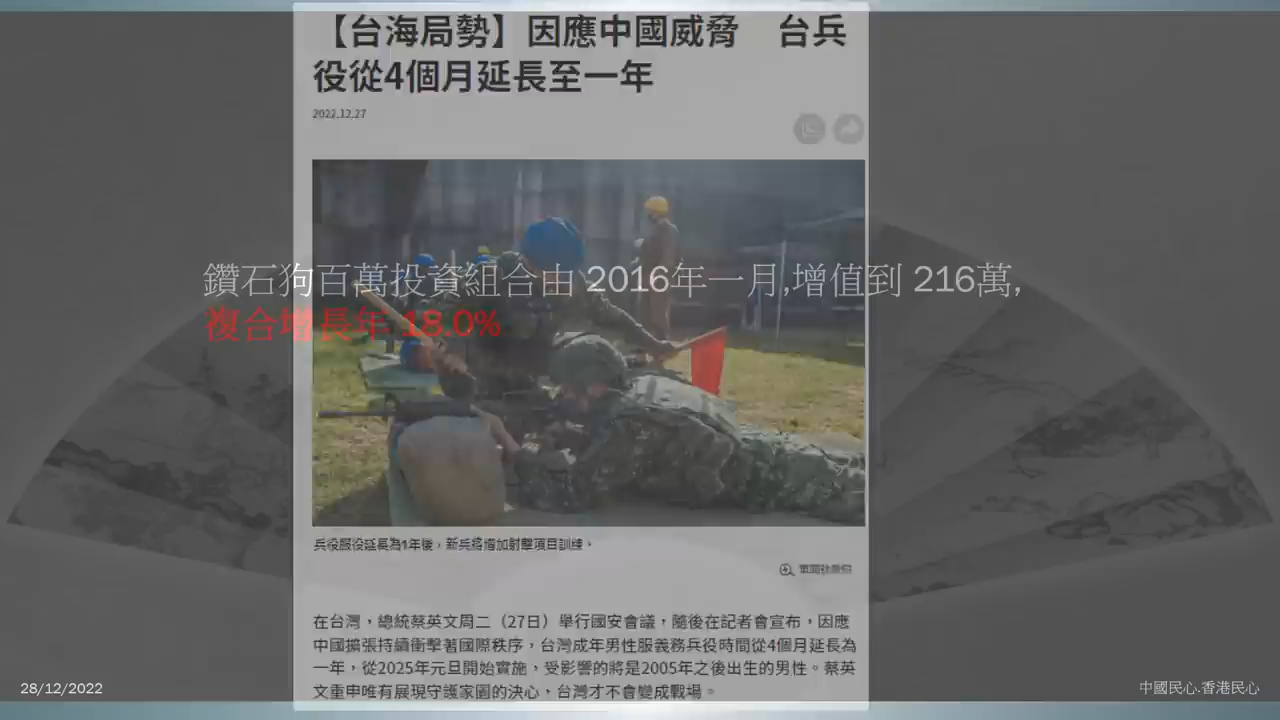 【台海局勢】因應中國威脅　台兵
役從4個月延長至一年
2022.12.27
鑽石狗百萬投資組合由 2016年一月,增值到 216萬,
複合增長年 18.0%
兵役服役延長為1年後，新兵將增加射擊項目訓練。
在台灣，總統蔡英文周二（27日）舉行國安會議，隨後在記者會宣布，因應
中國擴張持續衝擊著國際秩序，台灣成年男性服義務兵役時間從4個月延長為
一年，從2025年元旦開始實施，受影響的將是2005年之後出生的男性。蔡英
文重申唯有展現守護家園的決心，台灣才不會變成戰場。
28/12/2022
中國民心.香港民心